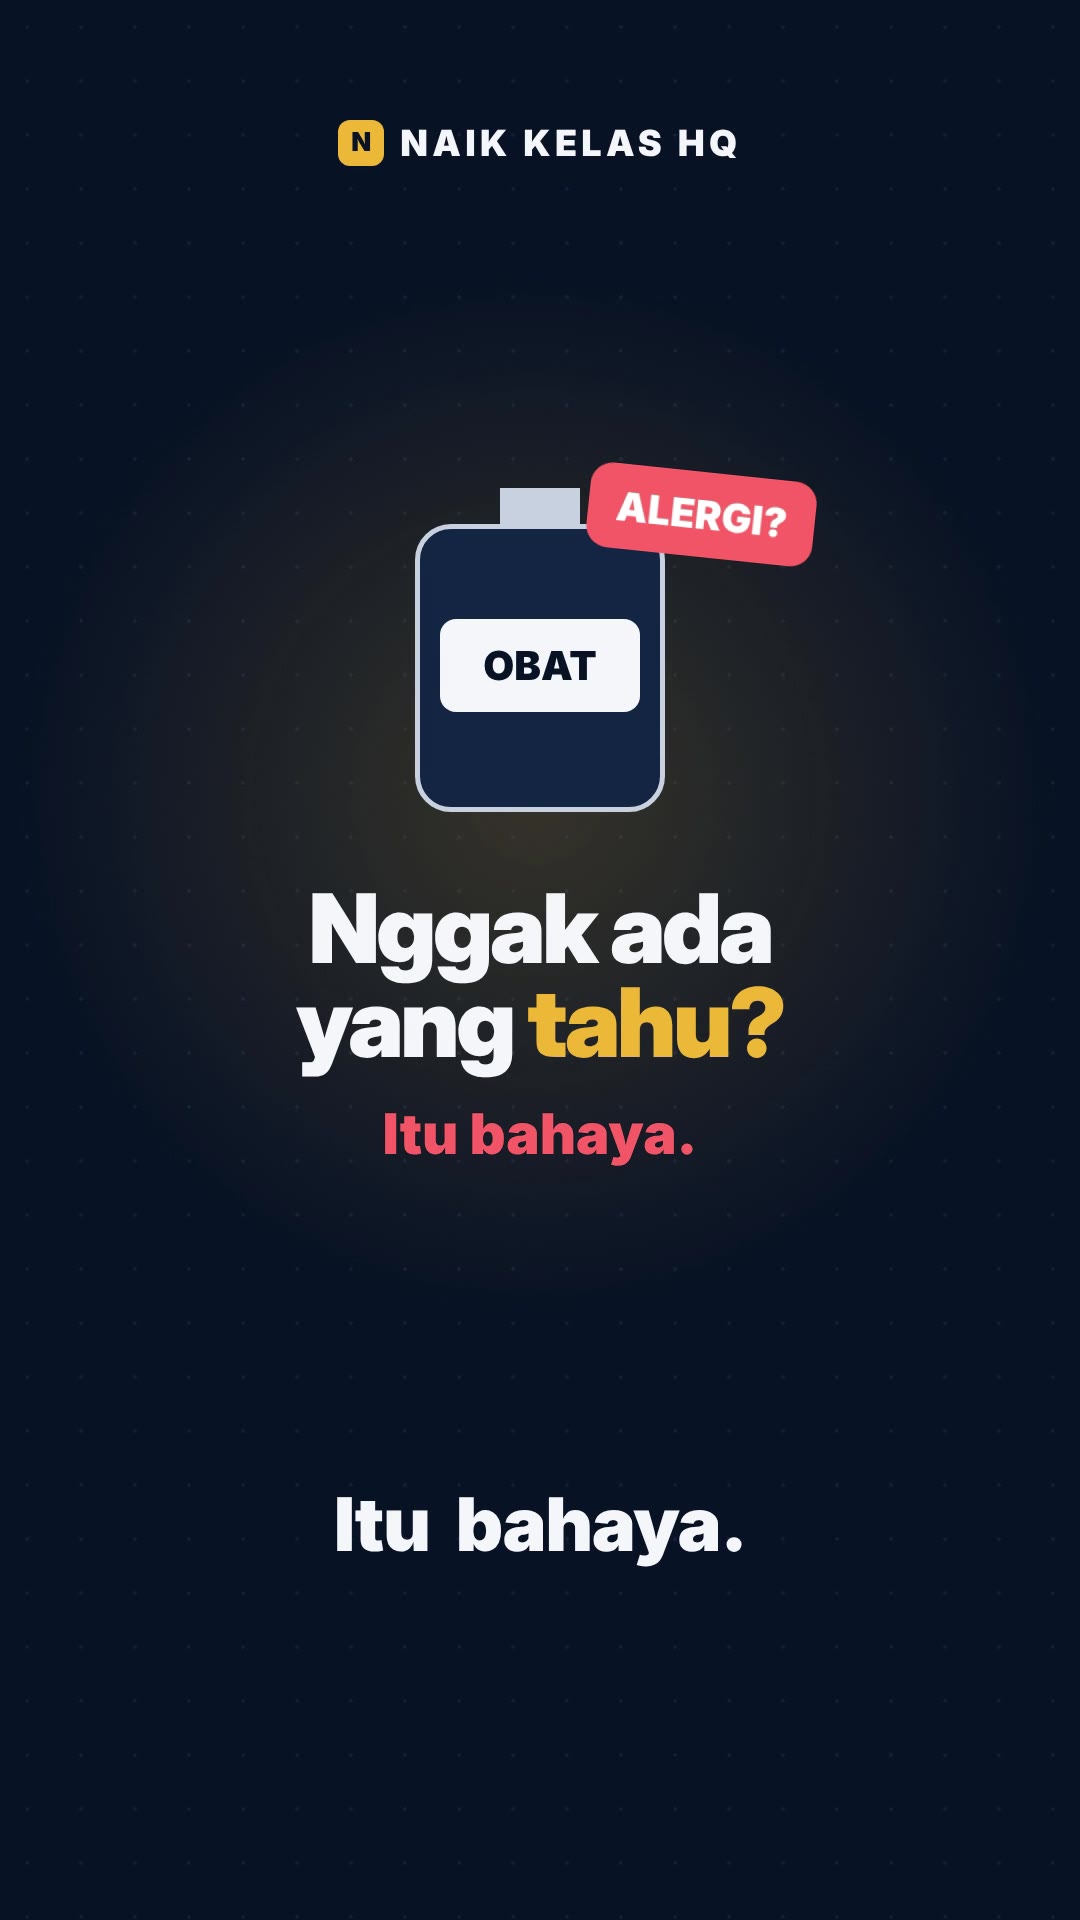 N NAIK KELAS HQ
ALERGI?
OBAT
Nggak ada
yang tahu?
Itu bahaya.
Itu bahaya.